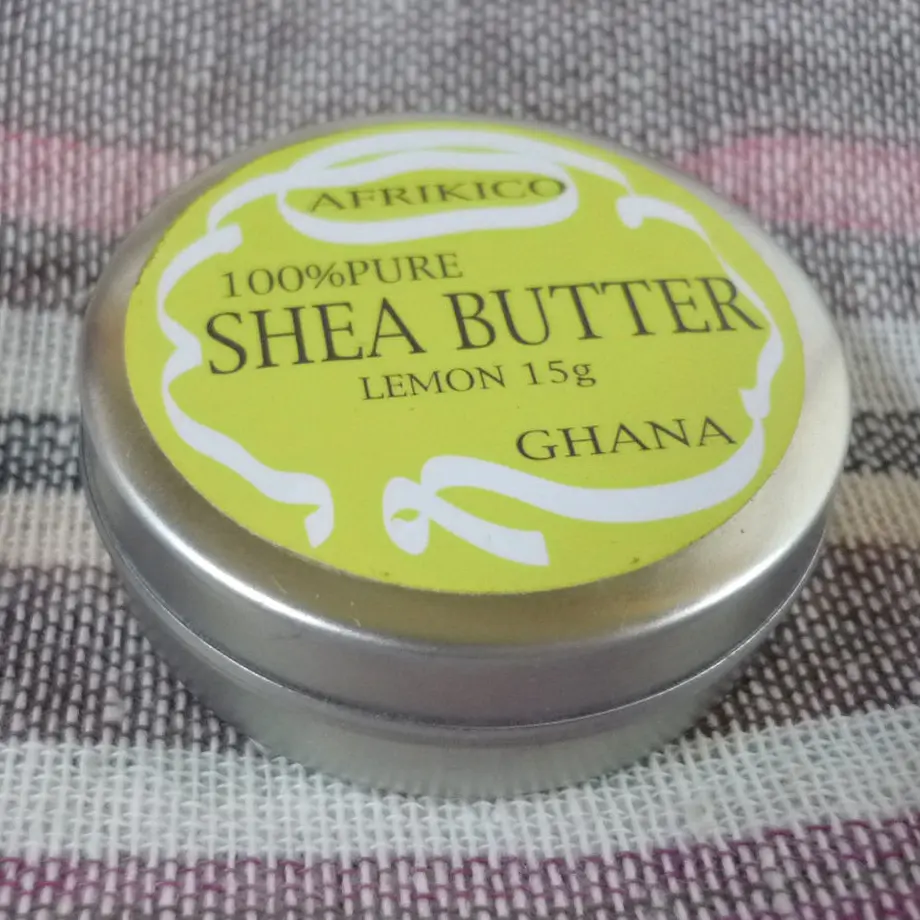 AFRIKICO
100%PURE
SHEA BUTTER
LEMON 15g
GHANA